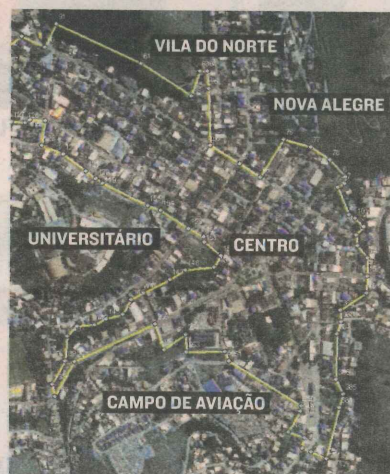 VILA DO NORTE
NOVA ALEGRE
UNIVERSITÁRIO
CENTRO
CAMPO DE AVIAÇÃO